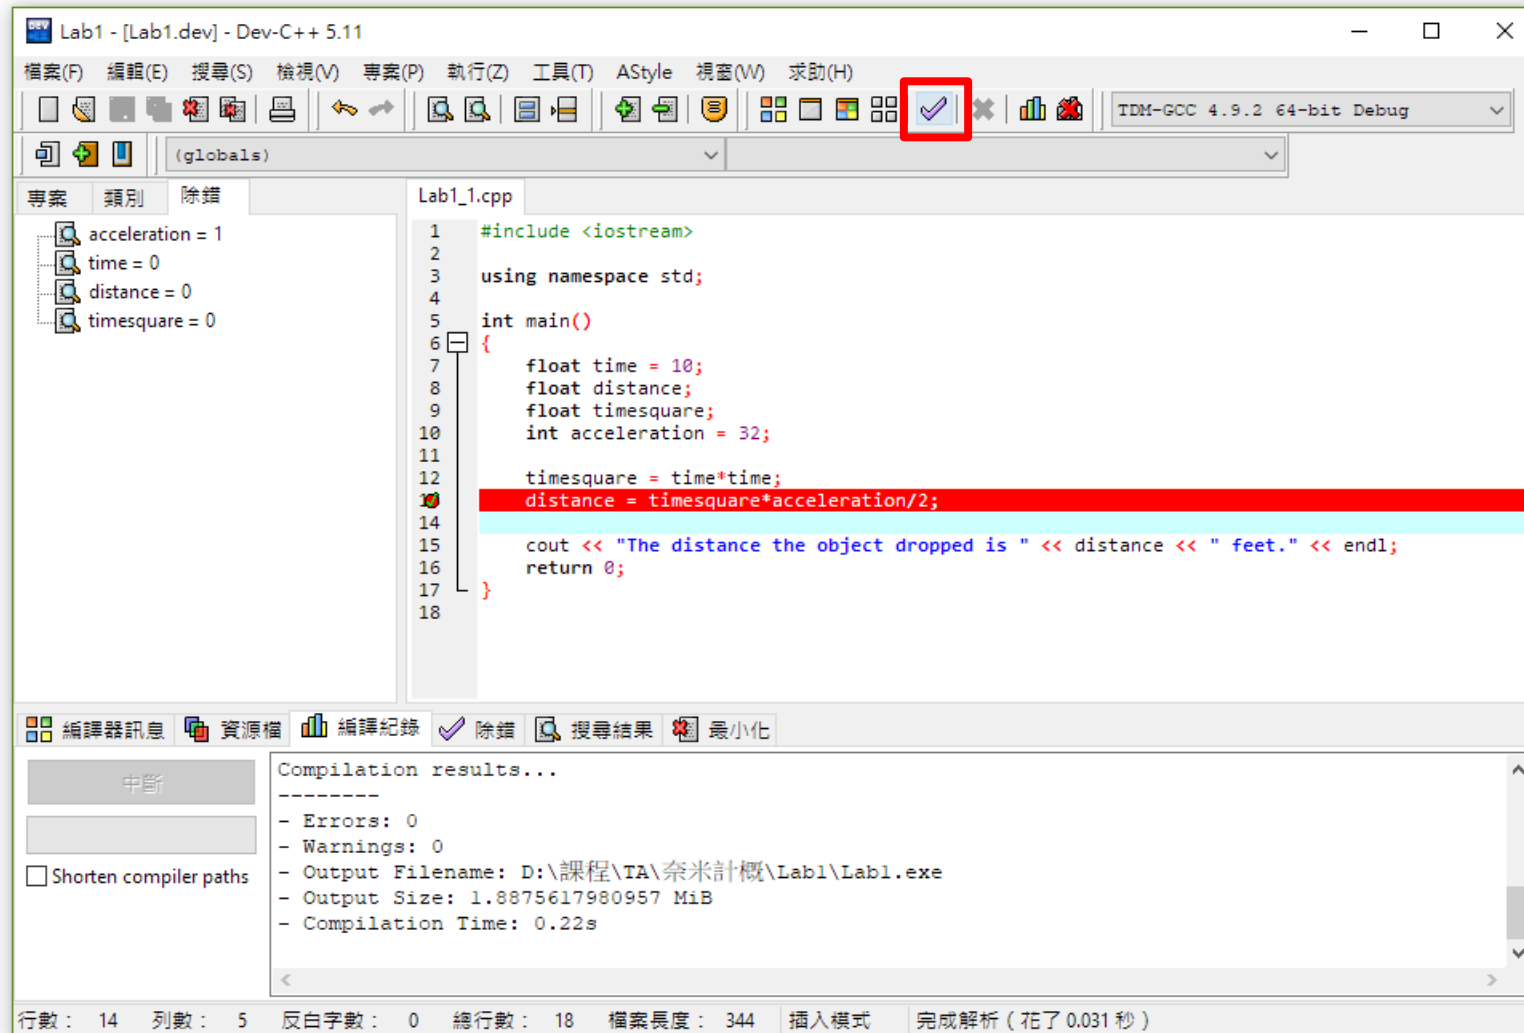 Lab1 - [Lab1.dev] - Dev-C++ 5.11
檔案(F) 編輯(E) 搜尋(S) 檢視(V) 專案(P) 執行(Z) 工具(T) AStyle 視窗(W) 求助(H)
TDM-GCC 4.9.2 64-bit Debug
(globals)
專案 類別 除錯
acceleration = 1
time = 0
distance = 0
timesquare = 0
Lab1_1.cpp
1 #include <iostream>
2
3 using namespace std;
4
5 int main()
6 {
7 float time = 10;
8 float distance;
9 float timesquare;
10 int acceleration = 32;
11
12 timesquare = time*time;
distance = timesquare*acceleration/2;
14
15 cout << "The distance the object dropped is " << distance << " feet." << endl;
16 return 0;
17 }
18
編譯器訊息 資源檔 編譯紀錄 除錯 搜尋結果 最小化
中斷
Shorten compiler paths
Compilation results...
--------
- Errors: 0
- Warnings: 0
- Output Filename: D:\課程\TA\奈米計概\Lab1\Lab1.exe
- Output Size: 1.8875617980957 MiB
- Compilation Time: 0.22s
行數： 14 列數： 5 反白字數： 0 總行數： 18 檔案長度： 344 插入模式 完成解析 ( 花了 0.031 秒 )